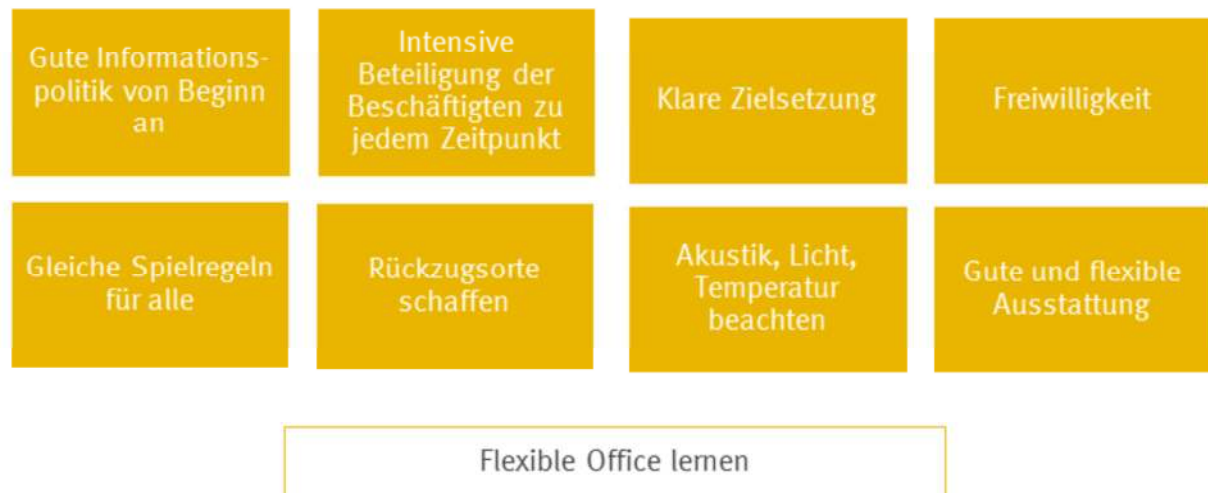 Gute Informations-
politik von Beginn
an
Intensive
Beteiligung der
Beschäftigten zu
jedem Zeitpunkt
Klare Zielsetzung
Freiwilligkeit
Gleiche Spielregeln
für alle
Rückzugsorte
schaffen
Akustik, Licht,
Temperatur
beachten
Gute und flexible
Ausstattung
Flexible Office lernen